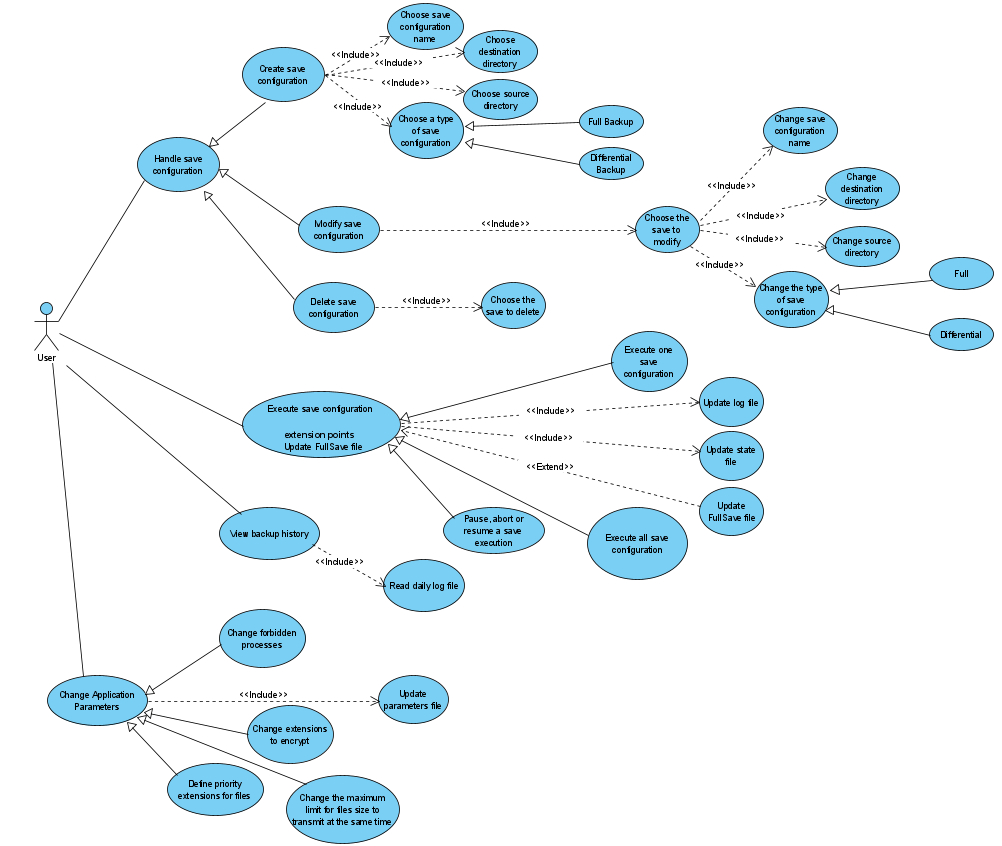 Choose save
configuration
name
<<Include>>
Choose
destination
directory
<<Include>>
Create save
configuration
<<Include>>
Choose source
directory
<<Include>>
Choose a type
of save
configuration
Full Backup
Differential
Backup
Handle save
configuration
Change save
configuration
name
<<Include>>
Change
destination
directory
<<Include>>
Modify save
configuration
<<Include>>
Choose the
save to
modify
<<Include>>
Change source
directory
<<Include>>
Change the type
of save
configuration
Full
Differential
Delete save
configuration
<<Include>>
Choose the
save to delete
User
Execute one
save
configuration
Execute save configuration
extension points
Update FullSave file
<<Include>>
Update log file
<<Include>>
Update state
file
<<Extend>>
Update
FullSave file
Pause, abort or
resume a save
execution
Execute all save
configuration
View backup history
<<Include>>
Read daily log file
Change forbidden
processes
Change Application
Parameters
<<Include>>
Update
parameters file
Change extensions
to encrypt
Define priority
extensions for files
Change the maximum
limit for files size to
transmit at the same time